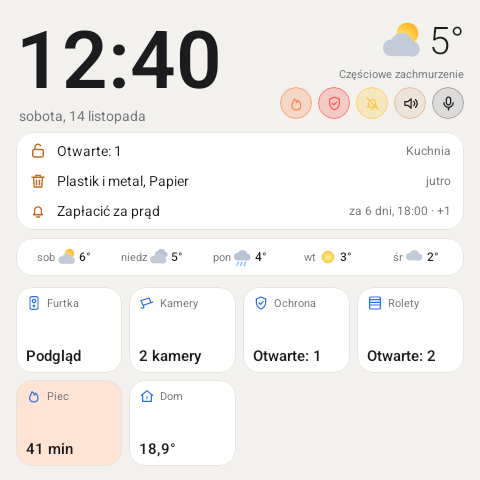 12:40
5°
Częściowe zachmurzenie
sobota, 14 listopada
Otwarte: 1 Kuchnia
Plastik i metal, Papier jutro
Zapłacić za prąd za 6 dni, 18:00 · +1
sob 6° niedz 5° pon 4° wt 3° śr 2°
Furtka Kamery Ochrona Rolety
Podgląd 2 kamery Otwarte: 1 Otwarte: 2
Piec Dom
41 min 18,9°